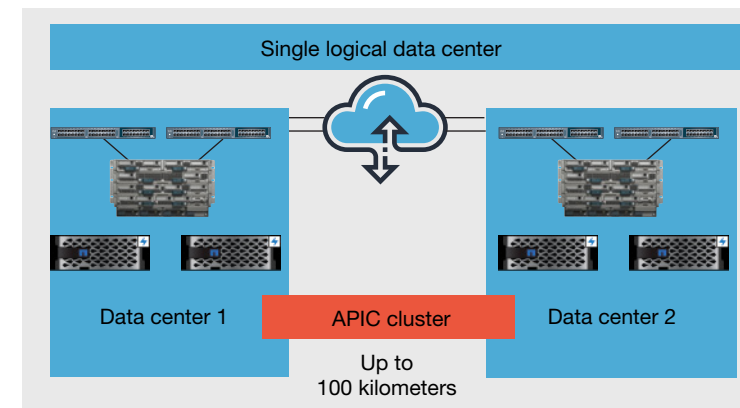 Single logical data center
Data center 1
APIC cluster
Data center 2
Up to
100 kilometers